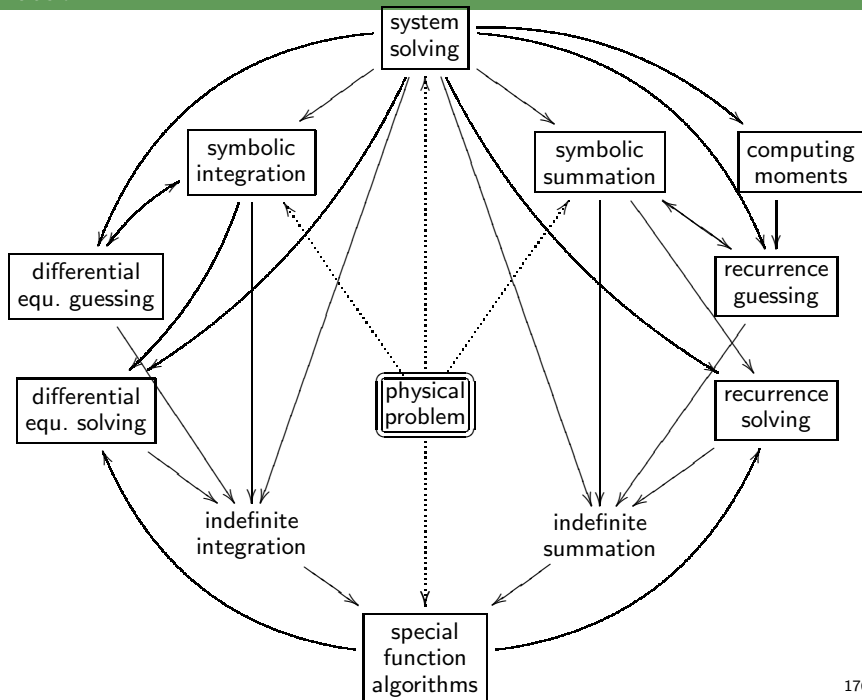 system
solving
symbolic
integration
symbolic
summation
computing
moments
differential
equ. guessing
recurrence
guessing
differential
equ. solving
physical
problem
recurrence
solving
indefinite
integration
indefinite
summation
special
function
algorithms